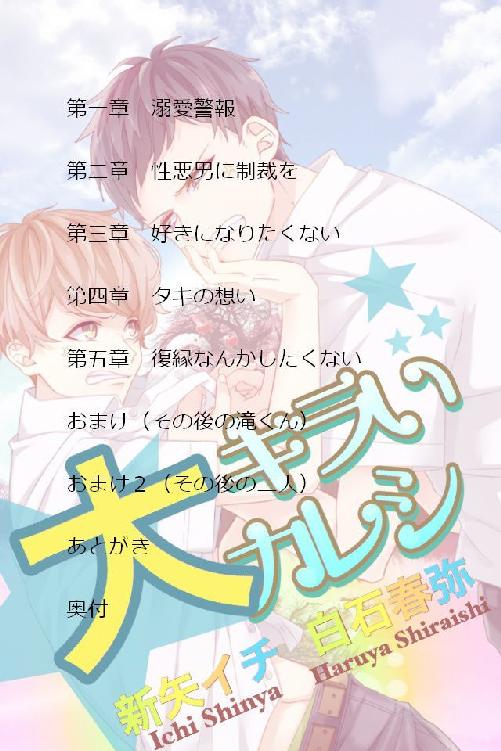 第一章　溺愛警報
第二章　性悪男に制裁を
第三章　好きになりたくない
第四章　タキの想い
第五章　復縁なんかしたくない
おまけ（その後の滝くん）
おまけ２（その後の二人）
あとがき
奥付
大キライ
カレシ
新矢イチ
Ichi Shinya
白石春弥
Haruya Shiraishi